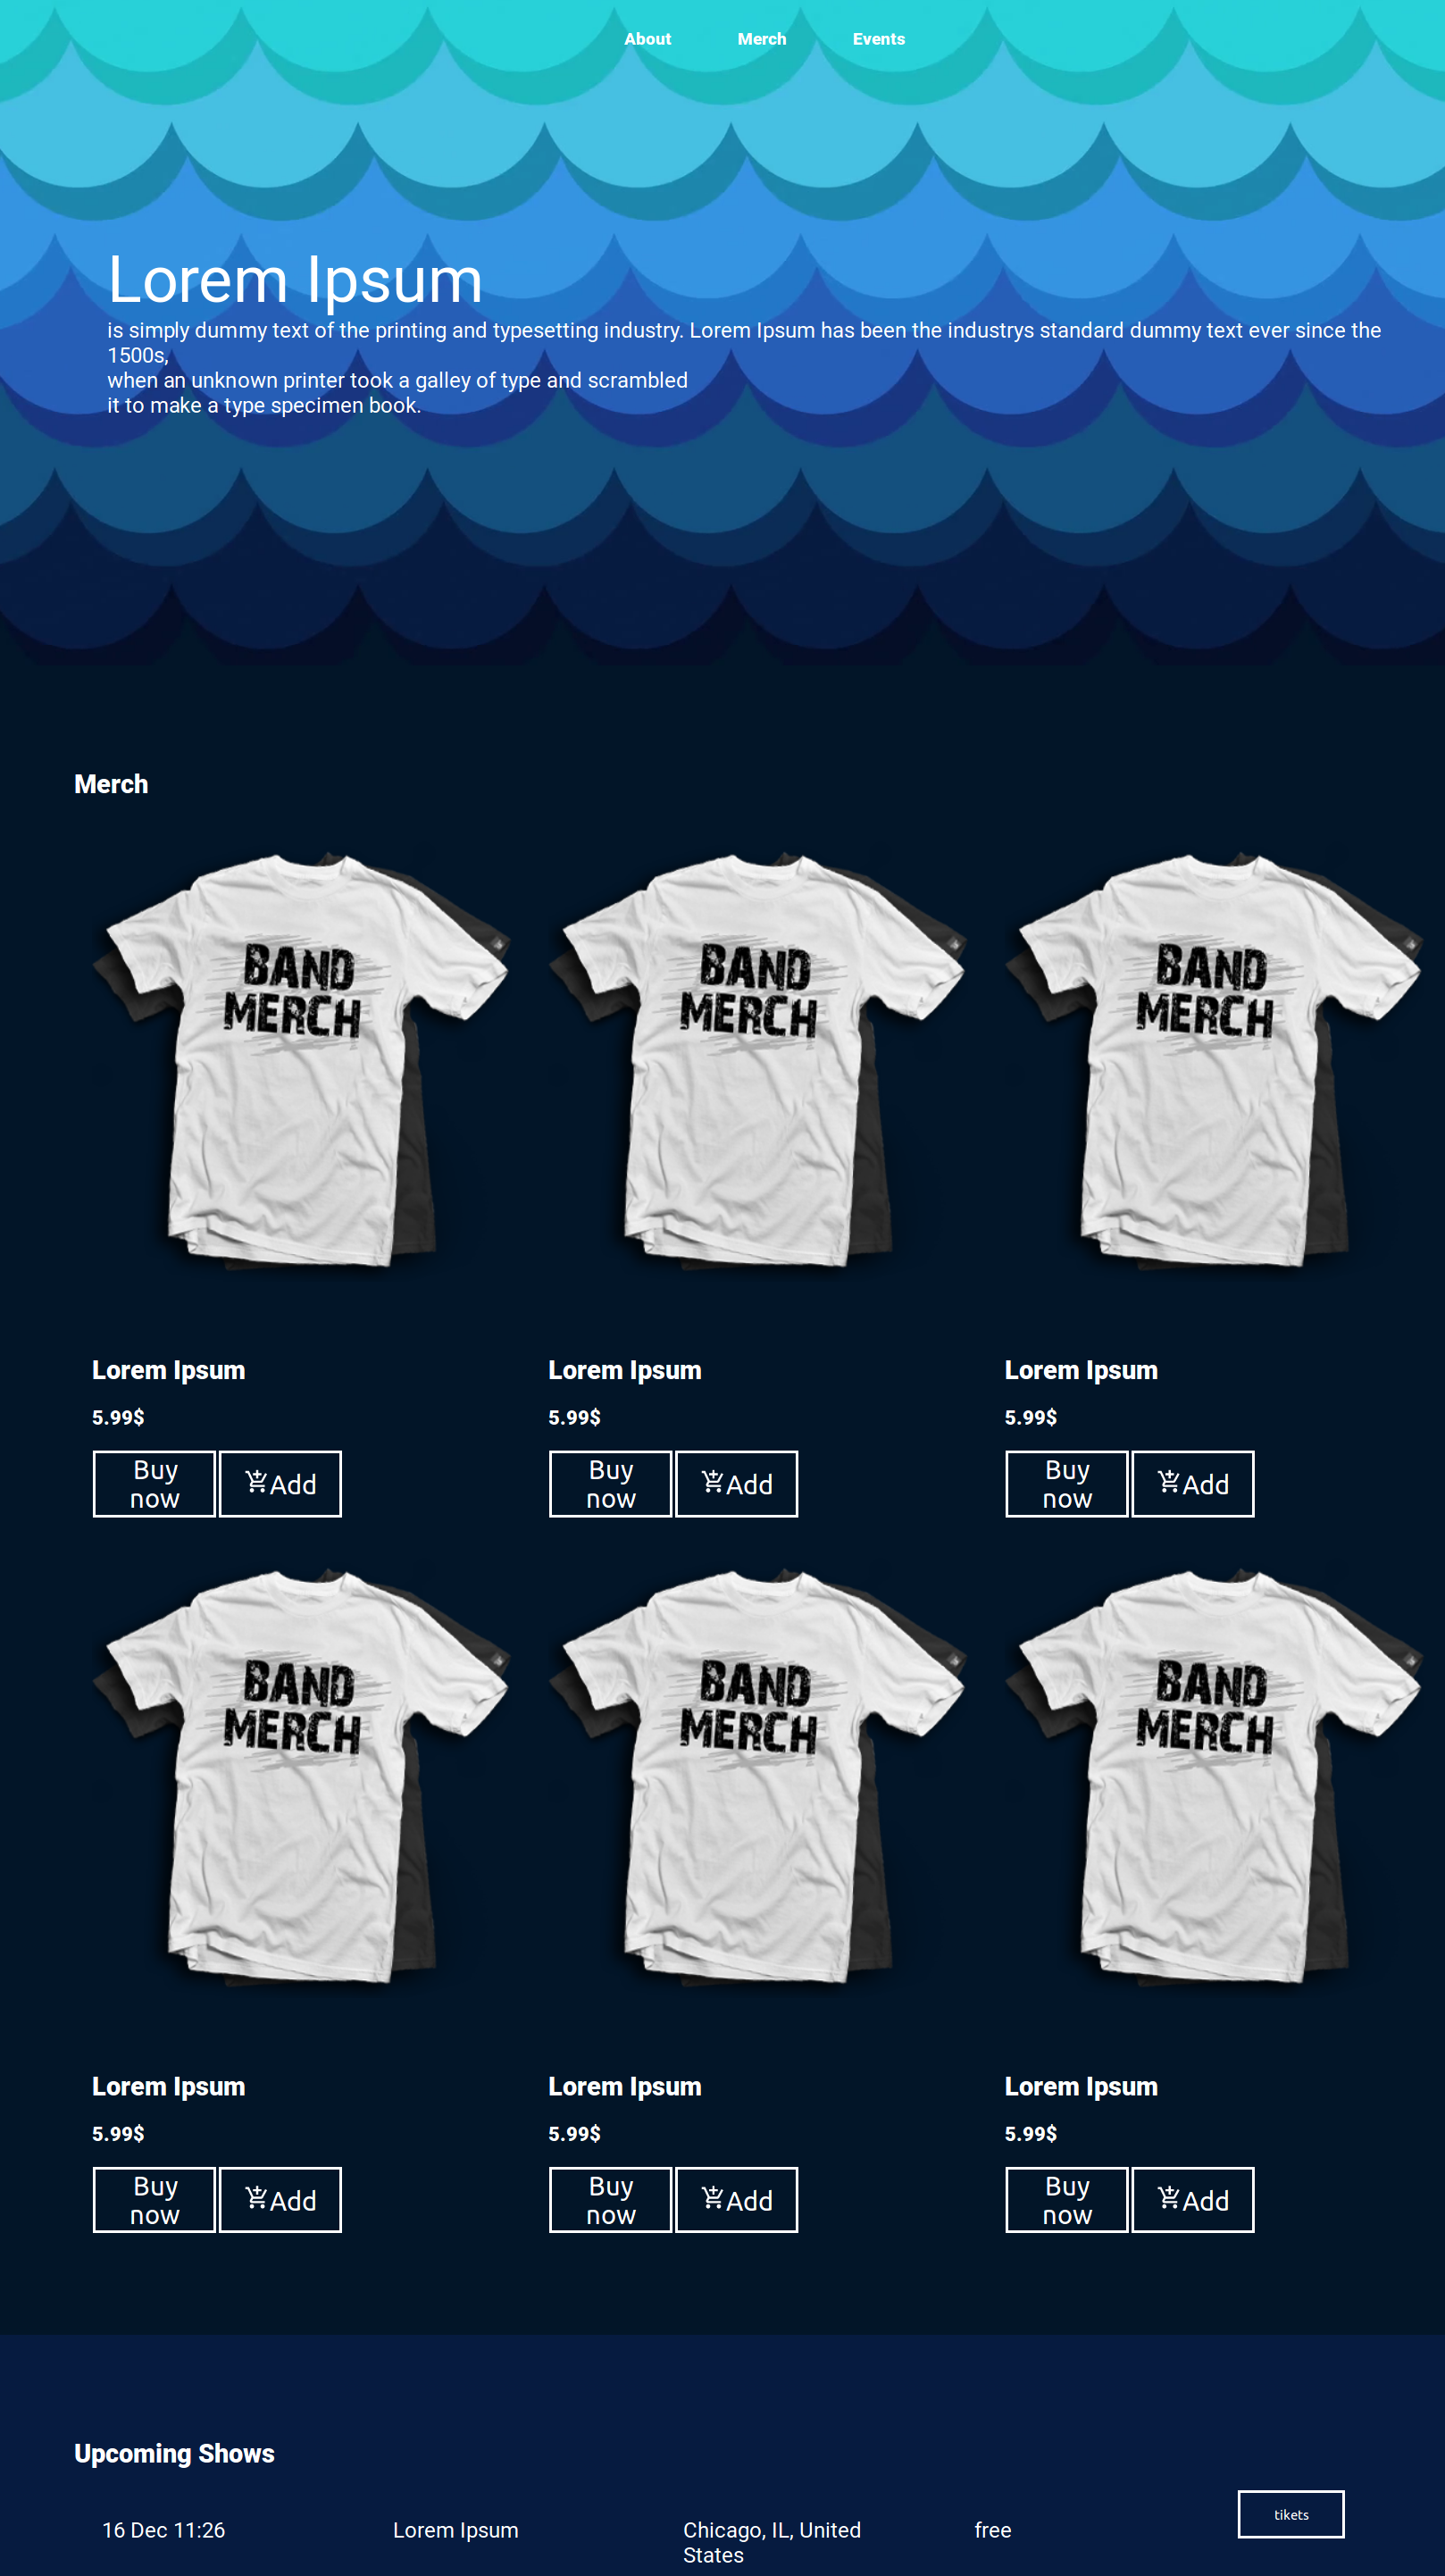 About Merch Events
Lorem Ipsum
is simply dummy text of the printing and typesetting industry. Lorem Ipsum has been the industrys standard dummy text ever since the
1500s,
when an unknown printer took a galley of type and scrambled
it to make a type specimen book.
Merch
BAND
MERCH
BAND
MERCH
BAND
MERCH
Lorem Ipsum Lorem Ipsum Lorem Ipsum
5.99$ 5.99$ 5.99$
Buy
now
Add
Buy
now
Add
Buy
now
Add
BAND
MERCH
BAND
MERCH
BAND
MERCH
Lorem Ipsum Lorem Ipsum Lorem Ipsum
5.99$ 5.99$ 5.99$
Buy
now
Add
Buy
now
Add
Buy
now
Add
Upcoming Shows
16 Dec 11:26
Lorem Ipsum
Chicago, IL, United
States
free
tikets